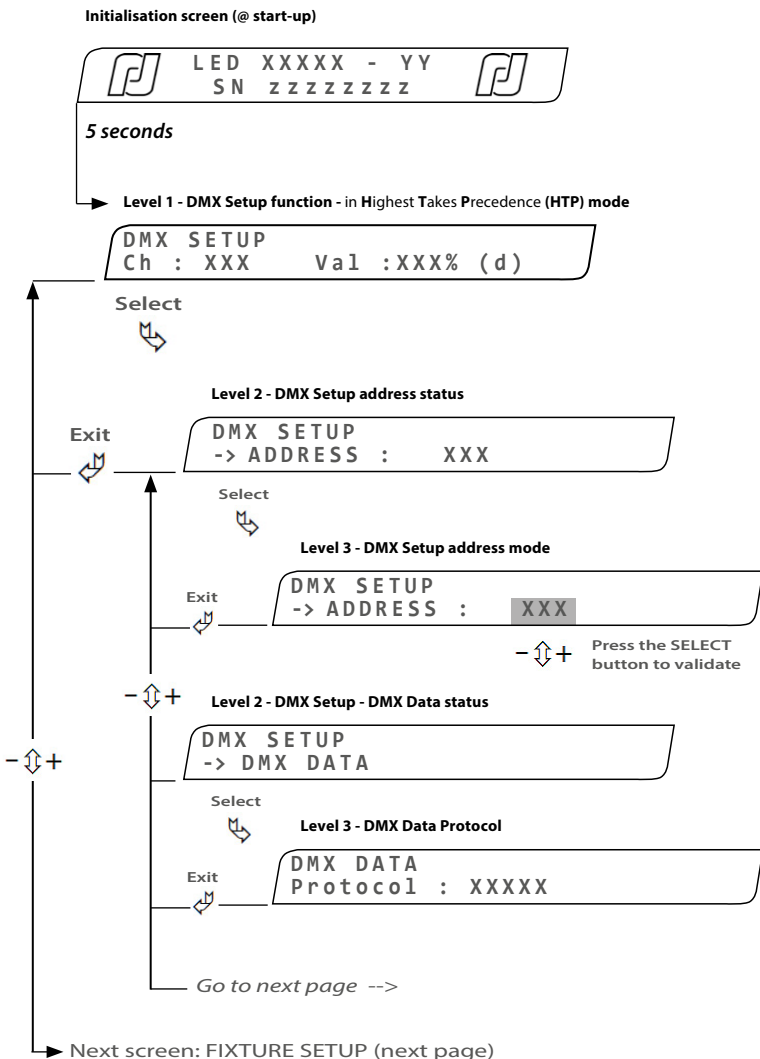 Initialisation screen (@ start-up)
LED XXXXX - YY
SN zzzzzzzz
5 seconds
Level 1 - DMX Setup function - in Highest Takes Precedence (HTP) mode
DMX SETUP
Ch : XXX Val :XXX% (d)
Select
Level 2 - DMX Setup address status
Exit
DMX SETUP
-> ADDRESS : XXX
Select
Level 3 - DMX Setup address mode
Exit
DMX SETUP
-> ADDRESS : XXX
- +
Press the SELECT
button to validate
- +
Level 2 - DMX Setup - DMX Data status
DMX SETUP
-> DMX DATA
- +
Select
Level 3 - DMX Data Protocol
Exit
DMX DATA
Protocol : XXXXX
Go to next page -->
Next screen: FIXTURE SETUP (next page)